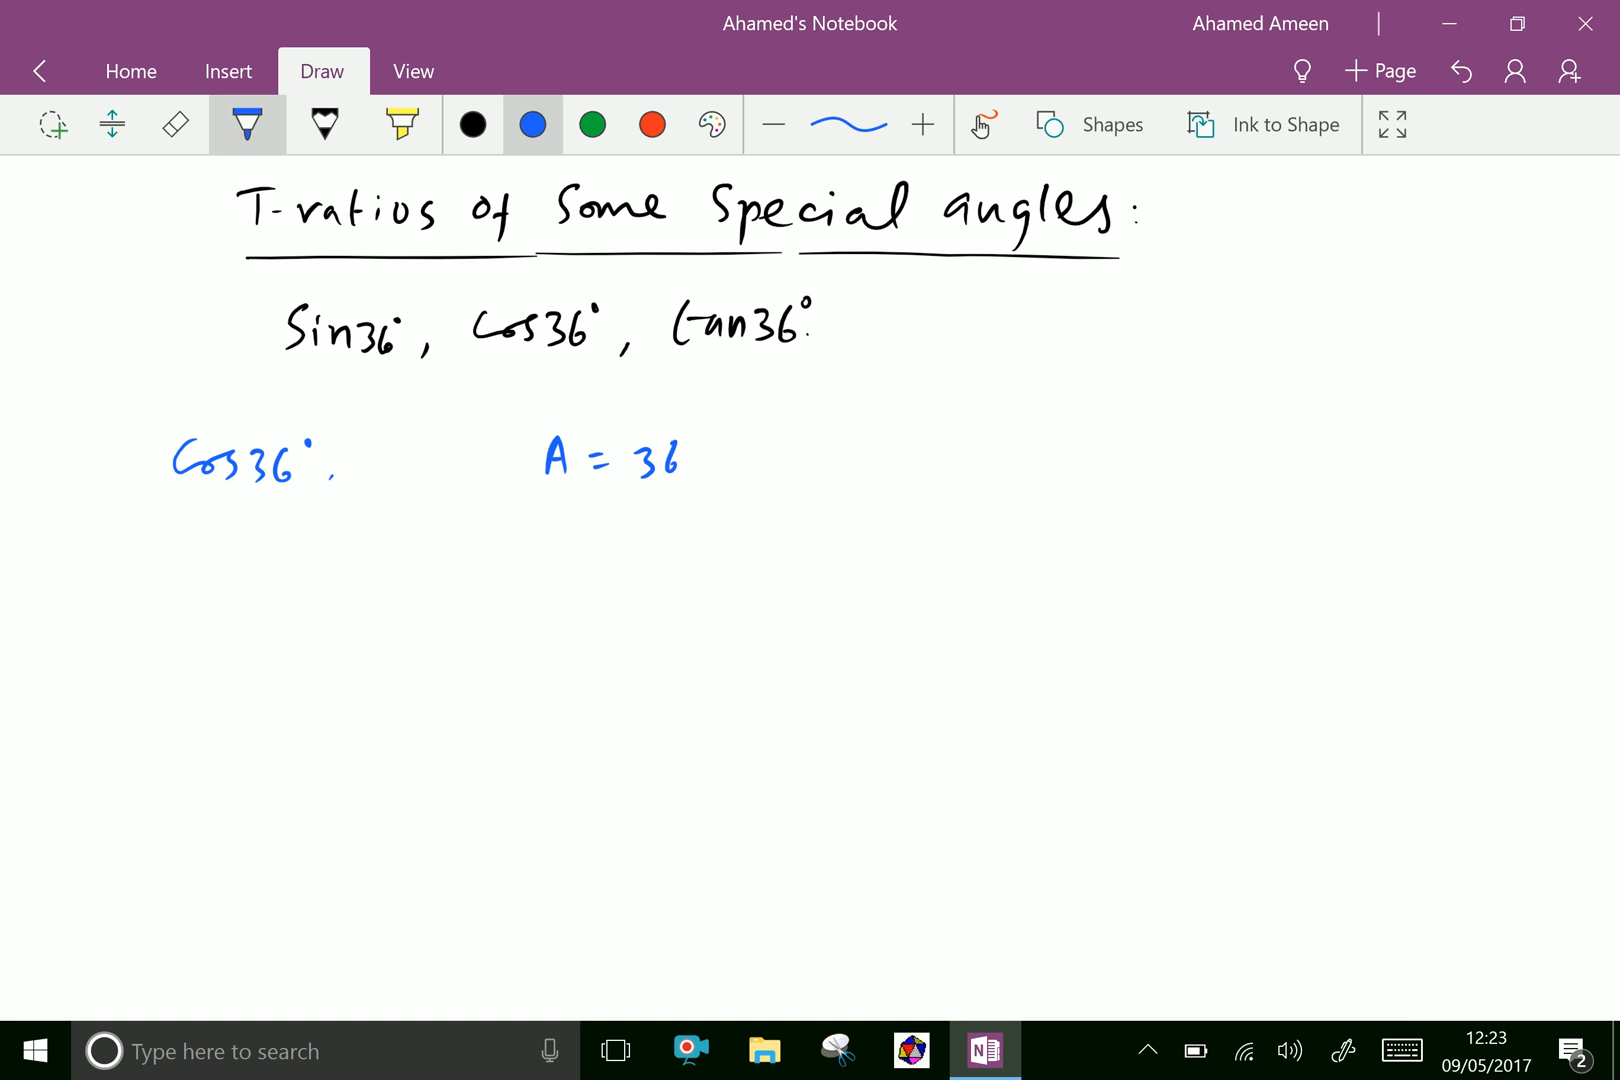 Ahamed's Notebook Ahamed Ameen
Home Insert Draw View Page
Shapes Ink to Shape
T-ratios of Some Special angles:
Sin36°, Cos36°, tan36°.
Cos36°. A = 36
Type here to search
12:23
09/05/2017
2